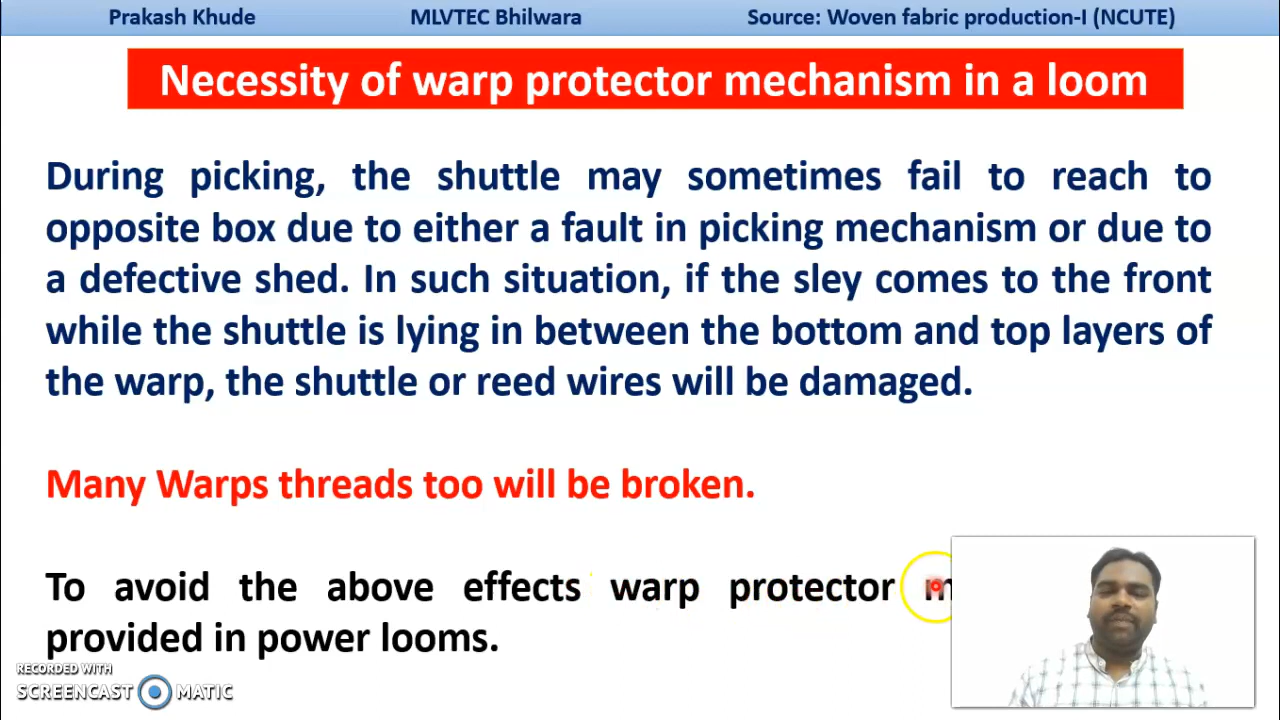 Prakash Khude MLVTEC Bhilwara Source: Woven fabric production-I (NCUTE)
Necessity of warp protector mechanism in a loom
During picking, the shuttle may sometimes fail to reach to
opposite box due to either a fault in picking mechanism or due to
a defective shed. In such situation, if the sley comes to the front
while the shuttle is lying in between the bottom and top layers of
the warp, the shuttle or reed wires will be damaged.
Many Warps threads too will be broken.
To avoid the above effects warp protector
provided in power looms.
RECORDED WITH
SCREENCAST MATIC